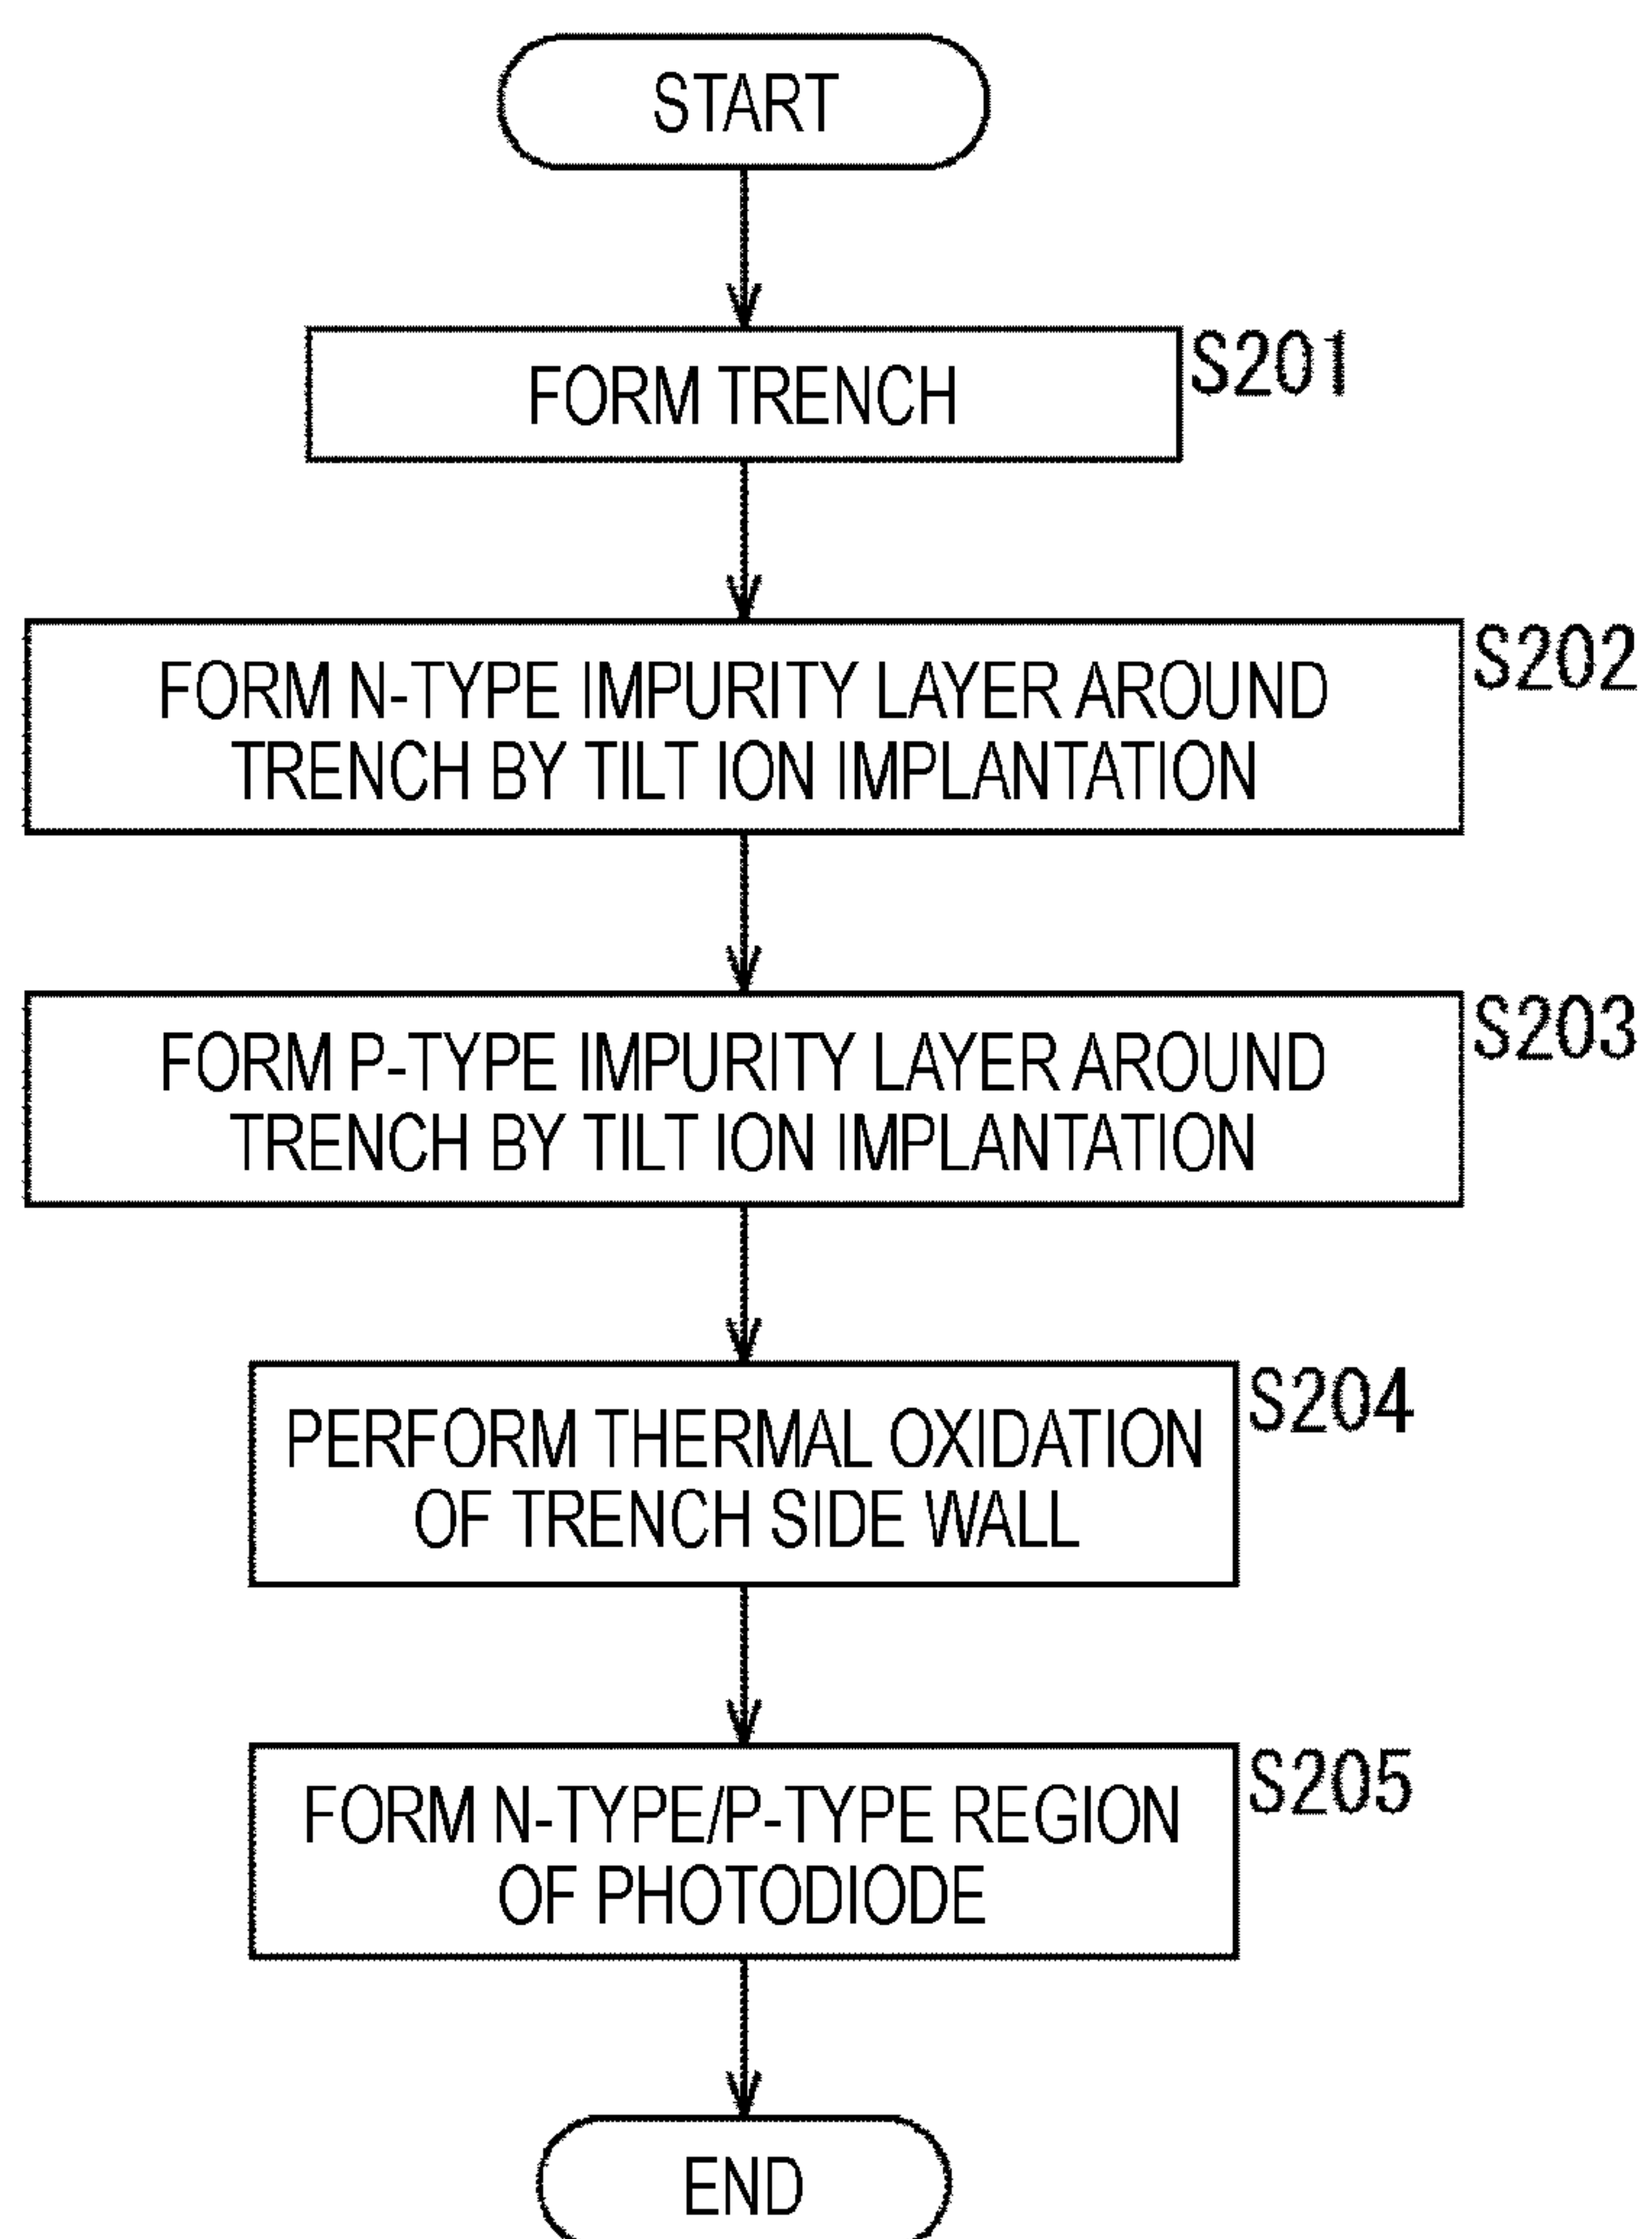 START
FORM TRENCH
S201
FORM N-TYPE IMPURITY LAYER AROUND
TRENCH BY TILT ION IMPLANTATION
S202
FORM P-TYPE IMPURITY LAYER AROUND
TRENCH BY TILT ION IMPLANTATION
S203
PERFORM THERMAL OXIDATION
OF TRENCH SIDE WALL
S204
FORM N-TYPE/P-TYPE REGION
OF PHOTODIODE
S205
END